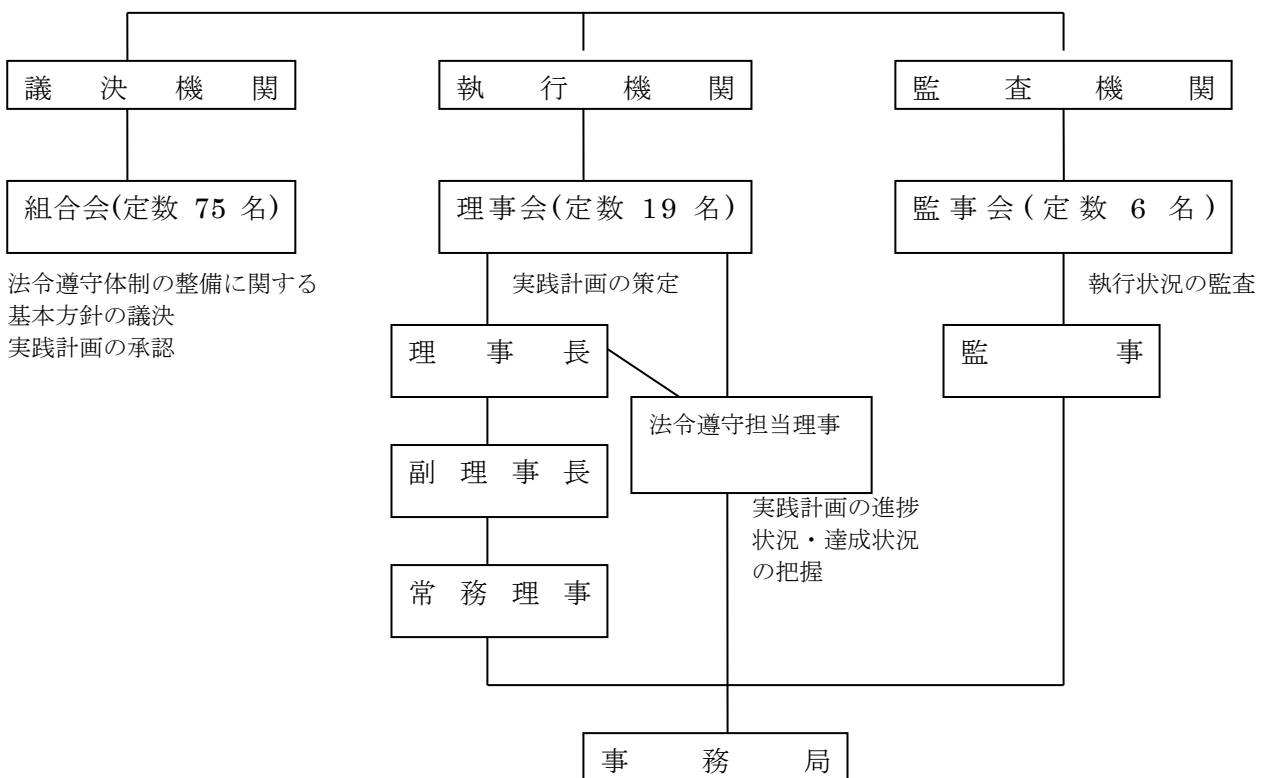 議決機関
執行機関
監査機関
組合会(定数 75 名)
理事会(定数 19 名)
監事会(定数 6 名)
法令遵守体制の整備に関する
基本方針の議決
実践計画の承認
実践計画の策定
執行状況の監査
理事長
監事
法令遵守担当理事
副理事長
実践計画の進捗
状況・達成状況
の把握
常務理事
事務局